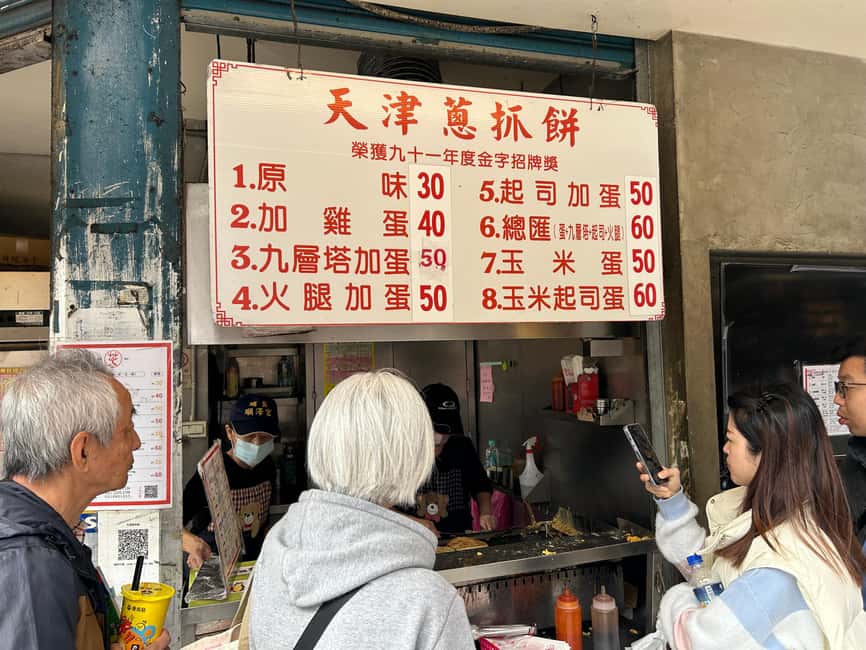 天津蔥抓餅
榮獲九十一年度金字招牌獎
1.原味 30
2.加雞蛋 40
3.九層塔加蛋 50
4.火腿加蛋 50
5.起司加蛋 50
6.總匯(蛋+九層塔+起司+火腿) 60
7.玉米蛋 50
8.玉米起司蛋 60